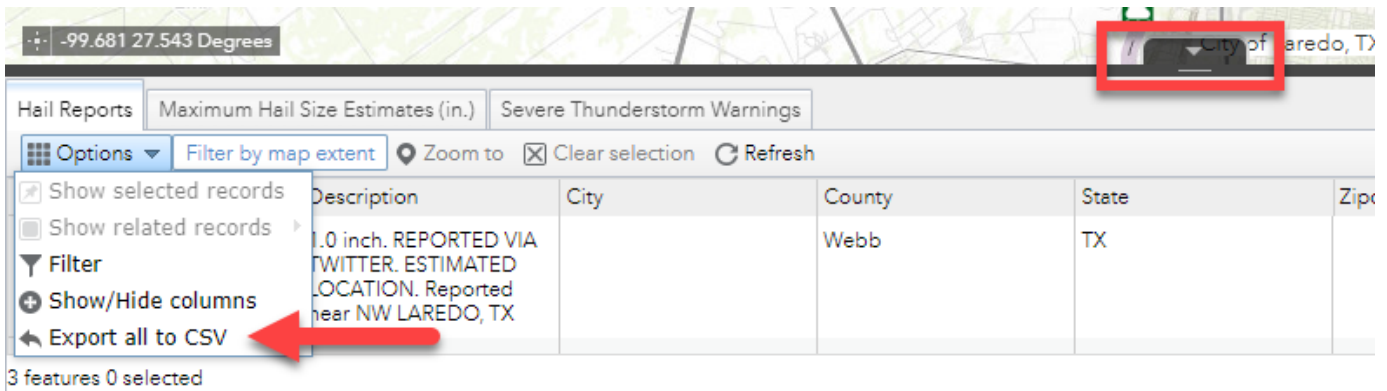 -99.681 27.543 Degrees
City of Laredo, TX
Hail Reports
Maximum Hail Size Estimates (in.)
Severe Thunderstorm Warnings
Options
Filter by map extent
Zoom to
Clear selection
Refresh
Show selected records
Show related records
Filter
Show/Hide columns
Export all to CSV
Description
City
County
State
1.0 inch. REPORTED VIA
TWITTER. ESTIMATED
LOCATION. Reported
near NW LAREDO, TX
Webb
TX
3 features 0 selected